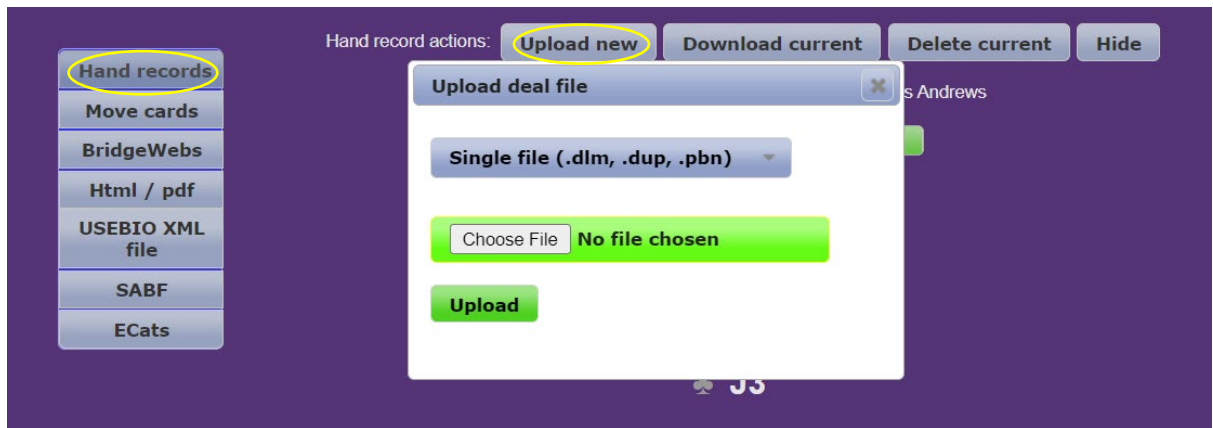 Hand record actions: Upload new Download current Delete current Hide
Hand records
Move cards
BridgeWebs
Html / pdf
USEBIO XML
file
SABF
ECats
Upload deal file
s Andrews
Single file (.dlm, .dup, .pbn)
Choose File No file chosen
Upload
J3